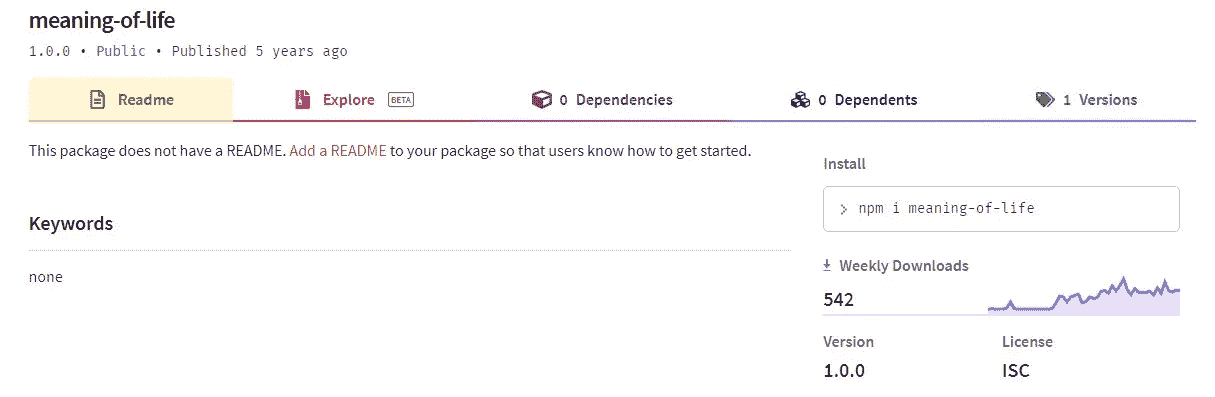 meaning-of-life
1.0.0 • Public • Published 5 years ago
Readme
Explore BETA
0 Dependencies
0 Dependents
1 Versions
This package does not have a README. Add a README to your package so that users know how to get started.
Keywords
none
Install
> npm i meaning-of-life
Weekly Downloads
542
Version
License
1.0.0
ISC